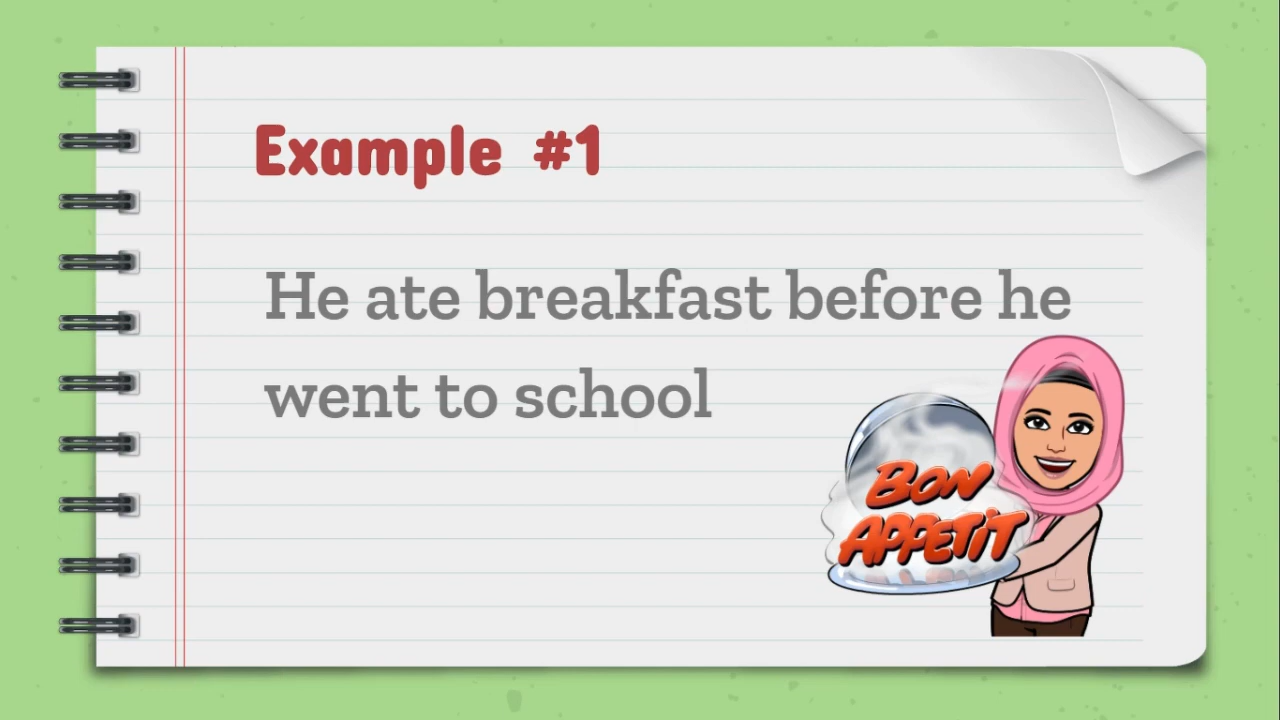 Example #1
He ate breakfast before he
went to school
BON
APPETIT